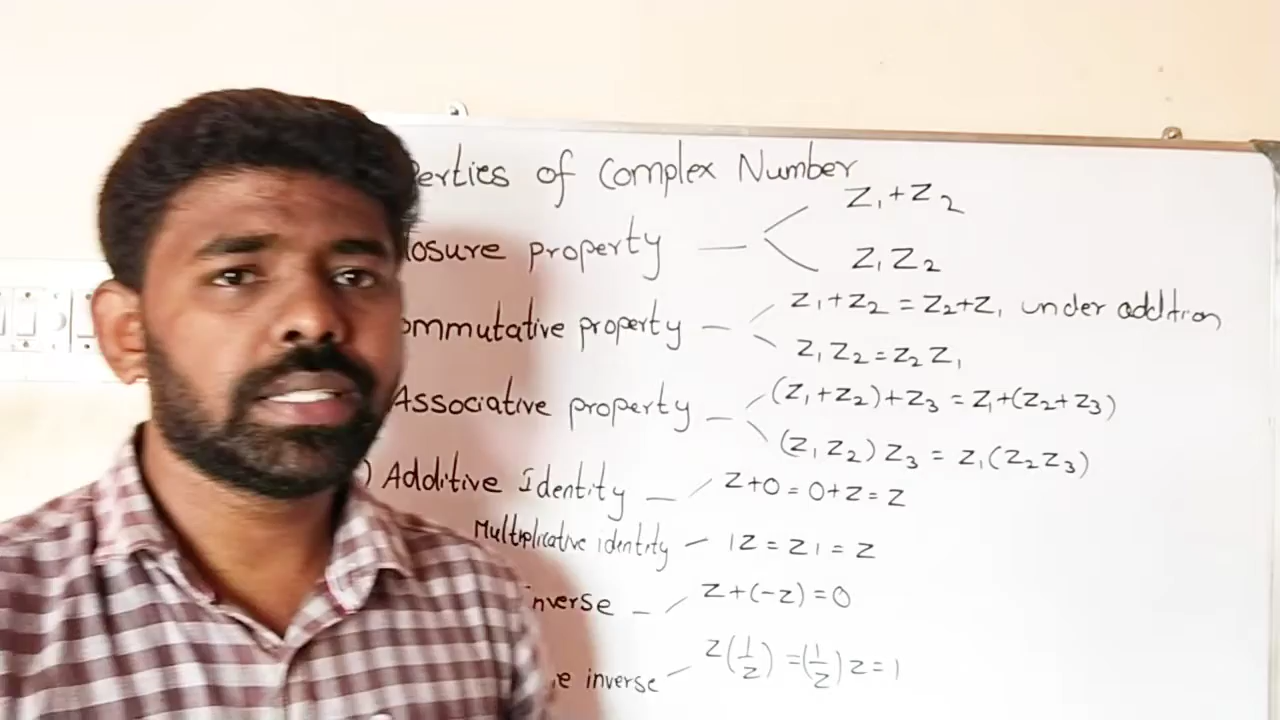 perties of Complex Number
losure property — Z₁+Z₂
Z₁Z₂
ommutative property — Z₁+Z₂ = Z₂+Z₁ under addition
Z₁Z₂=Z₂Z₁
Associative property — (Z₁+Z₂)+Z₃ = Z₁+(Z₂+Z₃)
(Z₁Z₂)Z₃ = Z₁(Z₂Z₃)
) Additive Identity — Z+0=0+Z=Z
Multiplicative identity — 1Z=Z1=Z
inverse — Z+(-Z)=0
e inverse — Z(1/Z)=(1/Z)Z=1